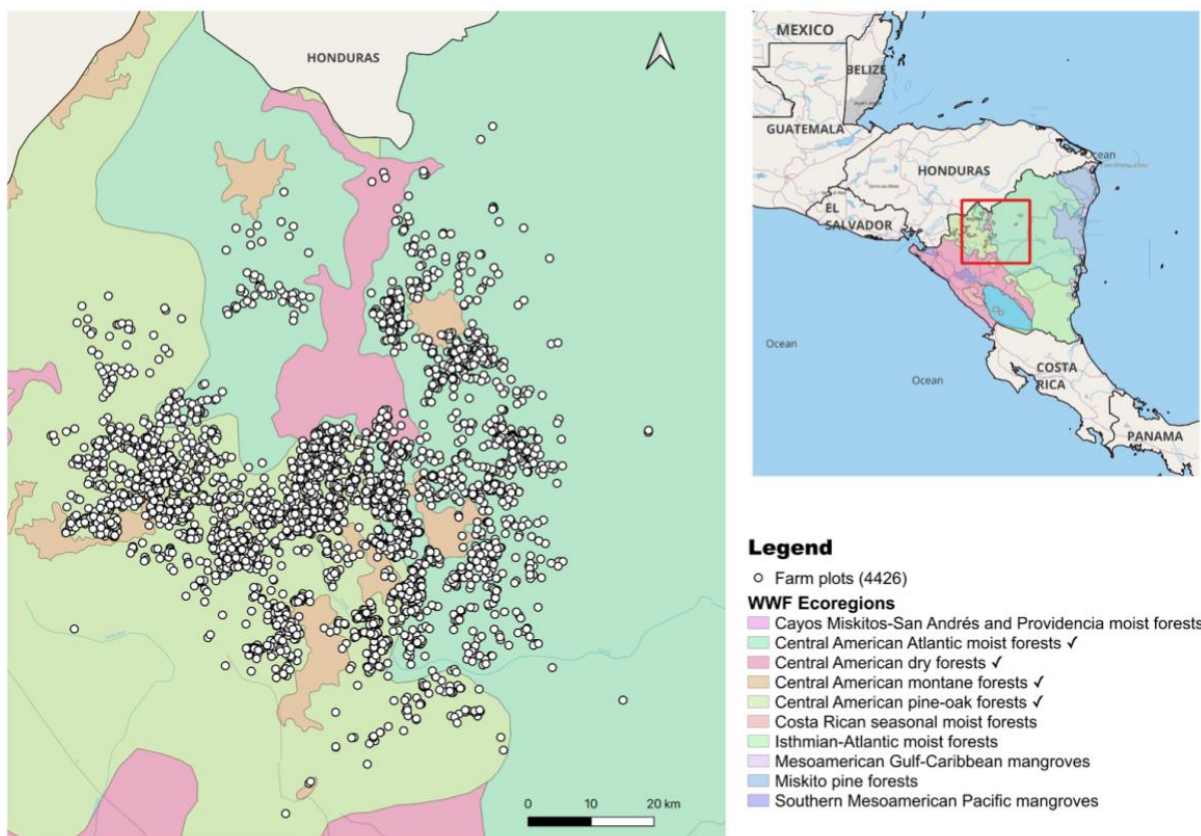 HONDURAS
0 10 20 km
MEXICO
BELIZE
GUATEMALA
HONDURAS
Ocean
EL
SALVADOR
Ocean
Ocean
COSTA
RICA
PANAMA
Legend
Farm plots (4426)
WWF Ecoregions
Cayos Miskitos-San Andrés and Providencia moist forests
Central American Atlantic moist forests ✓
Central American dry forests ✓
Central American montane forests ✓
Central American pine-oak forests ✓
Costa Rican seasonal moist forests
Isthmian-Atlantic moist forests
Mesoamerican Gulf-Caribbean mangroves
Miskito pine forests
Southern Mesoamerican Pacific mangroves